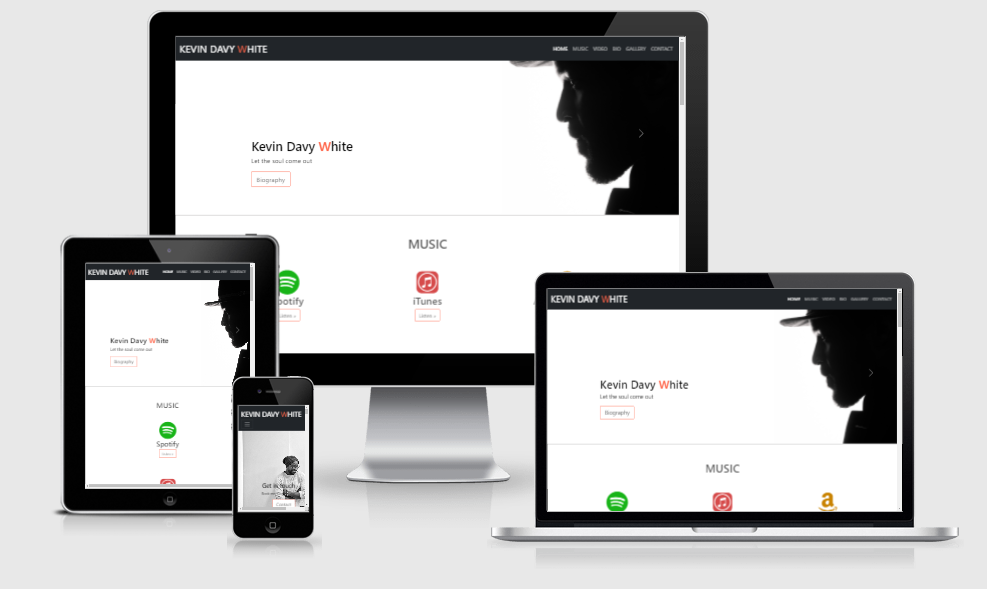 KEVIN DAVY WHITE
HOME MUSIC VIDEO BIO GALLERY CONTACT
Kevin Davy White
Let the soul come out
Biography
MUSIC
potify
iTunes
Listen »
Listen »
KEVIN DAVY WHITE
HOME MUSIC VIDEO BIO GALLERY CONTACT
Kevin Davy White
Let the soul come out
Biography
MUSIC
Spotify
Listen »
KEVIN DAVY WHITE
Get in touch
Contact
KEVIN DAVY WHITE
HOME MUSIC VIDEO BIO GALLERY CONTACT
Kevin Davy White
Let the soul come out
Biography
MUSIC